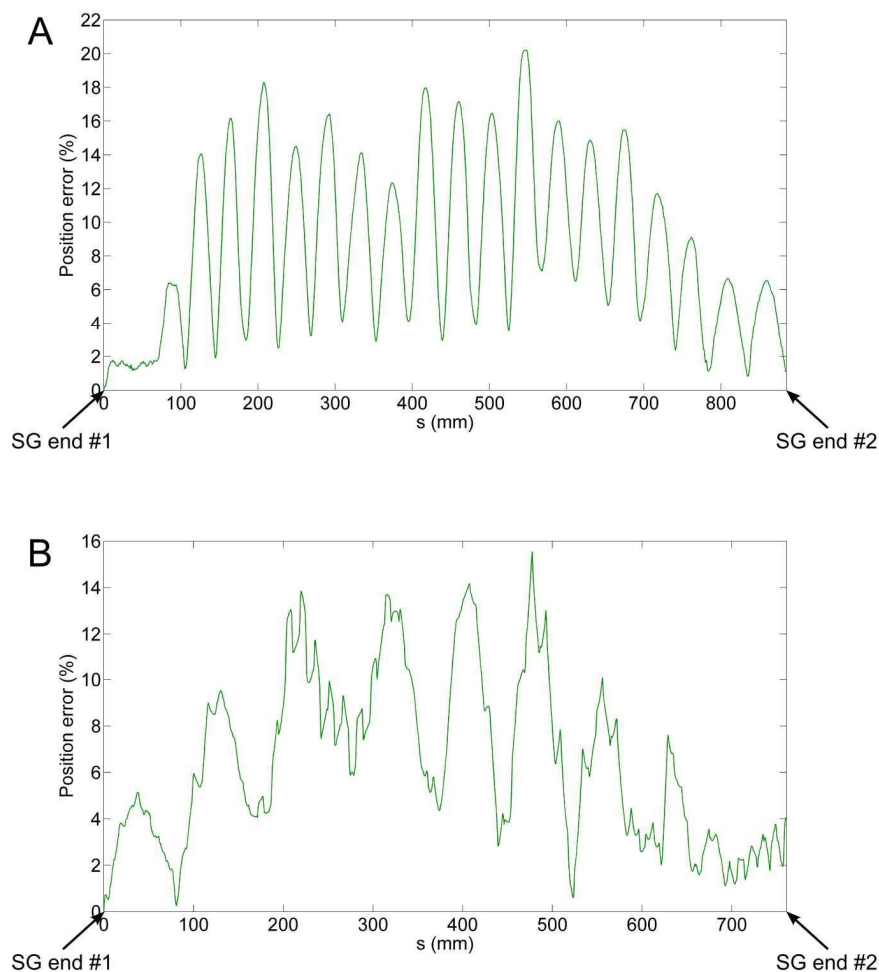 A
22
20
18
16
14
12
10
8
6
4
2
0
Position error (%)
0 100 200 300 400 500 600 700 800
s (mm)
SG end #1
SG end #2
B
16
14
12
10
8
6
4
2
0
Position error (%)
0 100 200 300 400 500 600 700
s (mm)
SG end #1
SG end #2